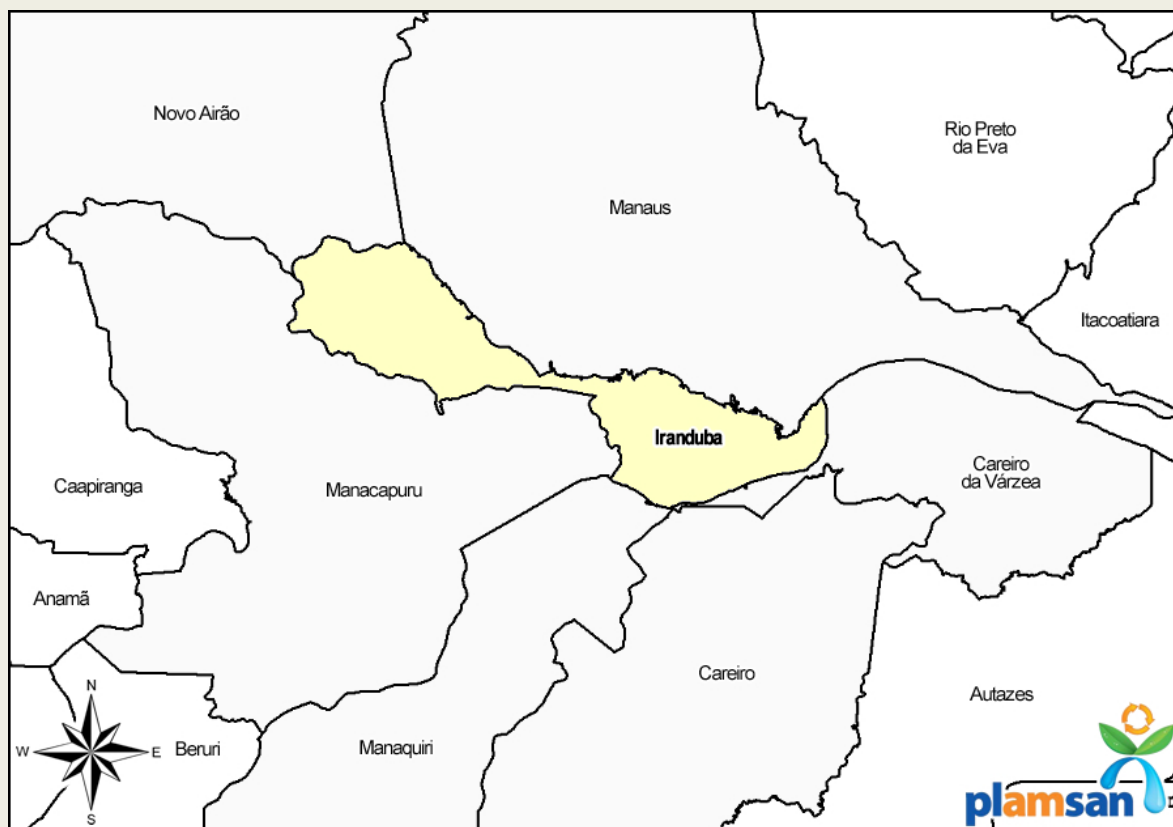 Novo Airão
Rio Preto
da Eva
Manaus
Itacoatiara
Iranduba
Careiro
da Várzea
Caapiranga
Manacapuru
Anamã
Careiro
Autazes
N
W
E
S
Beruri
Manaquiri
plamsan